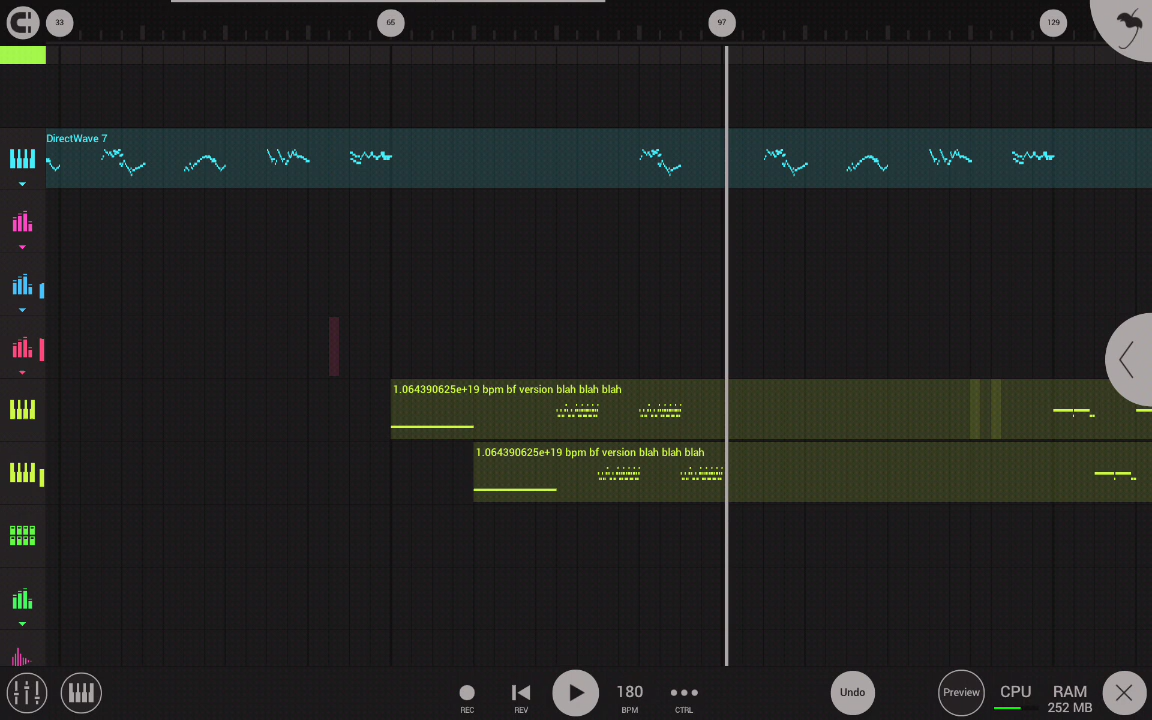 33 65 97 129
DirectWave 7
1.064390625e+19 bpm bf version blah blah blah
1.064390625e+19 bpm bf version blah blah blah
REC REV 180 BPM CTRL Undo Preview CPU RAM 252 MB